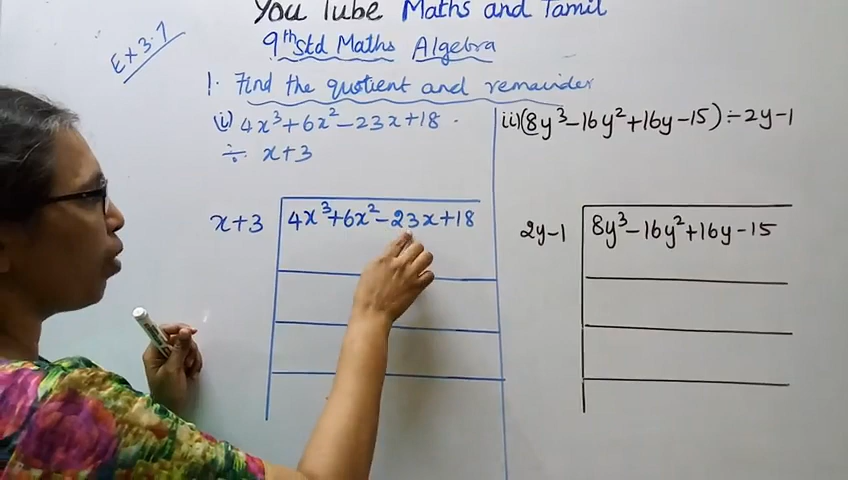 You Tube Maths and Tamil
Ex 3.7
9th Std Maths Algebra
1. Find the quotient and remainder
(i) 4x³+6x²-23x+18
÷ x+3
x+3 4x³+6x²-23x+18
ii) (8y³-16y²+16y-15) ÷ 2y-1
2y-1 8y³-16y²+16y-15